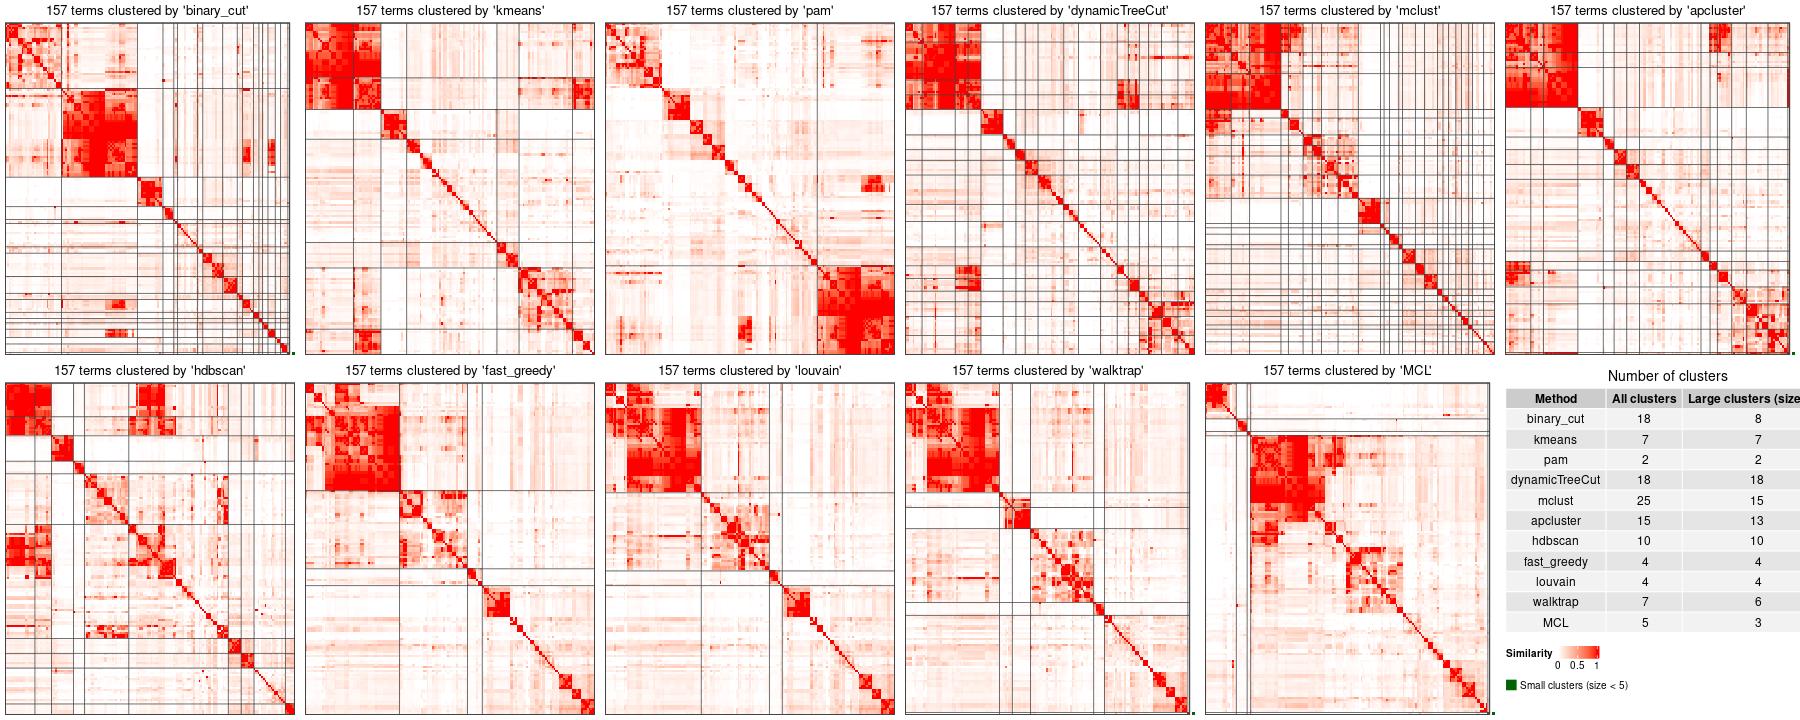 157 terms clustered by 'binary_cut'
157 terms clustered by 'kmeans'
157 terms clustered by 'pam'
157 terms clustered by 'dynamicTreeCut'
157 terms clustered by 'mclust'
157 terms clustered by 'apcluster'
157 terms clustered by 'hdbscan'
157 terms clustered by 'fast_greedy'
157 terms clustered by 'louvain'
157 terms clustered by 'walktrap'
157 terms clustered by 'MCL'
Number of clusters
Method All clusters Large clusters (size
binary_cut 18 8
kmeans 7 7
pam 2 2
dynamicTreeCut 18 18
mclust 25 15
apcluster 15 13
hdbscan 10 10
fast_greedy 4 4
louvain 4 4
walktrap 7 6
MCL 5 3
Similarity
0 0.5 1
Small clusters (size < 5)